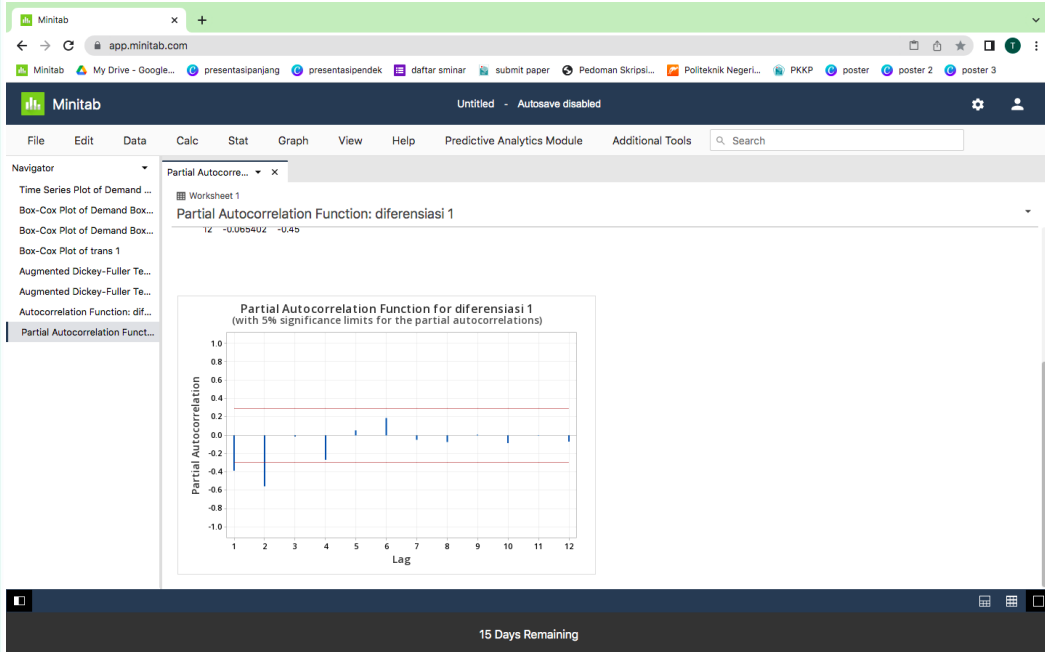 Minitab
app.minitab.com
Minitab My Drive - Google... presentasipanjang presentasipendek daftar sminar submit paper Pedoman Skripsi... Politeknik Negeri... PKKP poster poster 2 poster 3
Minitab Untitled - Autosave disabled
File Edit Data Calc Stat Graph View Help Predictive Analytics Module Additional Tools Search
Navigator
Time Series Plot of Demand ...
Box-Cox Plot of Demand Box...
Box-Cox Plot of Demand Box...
Box-Cox Plot of trans 1
Augmented Dickey-Fuller Te...
Augmented Dickey-Fuller Te...
Autocorrelation Function: dif...
Partial Autocorrelation Funct...
Partial Autocorre...
Worksheet 1
Partial Autocorrelation Function: diferensiasi 1
12 -0.065402 -0.45
Partial Autocorrelation Function for diferensiasi 1
(with 5% significance limits for the partial autocorrelations)
Partial Autocorrelation
1.0
0.8
0.6
0.4
0.2
0.0
-0.2
-0.4
-0.6
-0.8
-1.0
1 2 3 4 5 6 7 8 9 10 11 12
Lag
15 Days Remaining